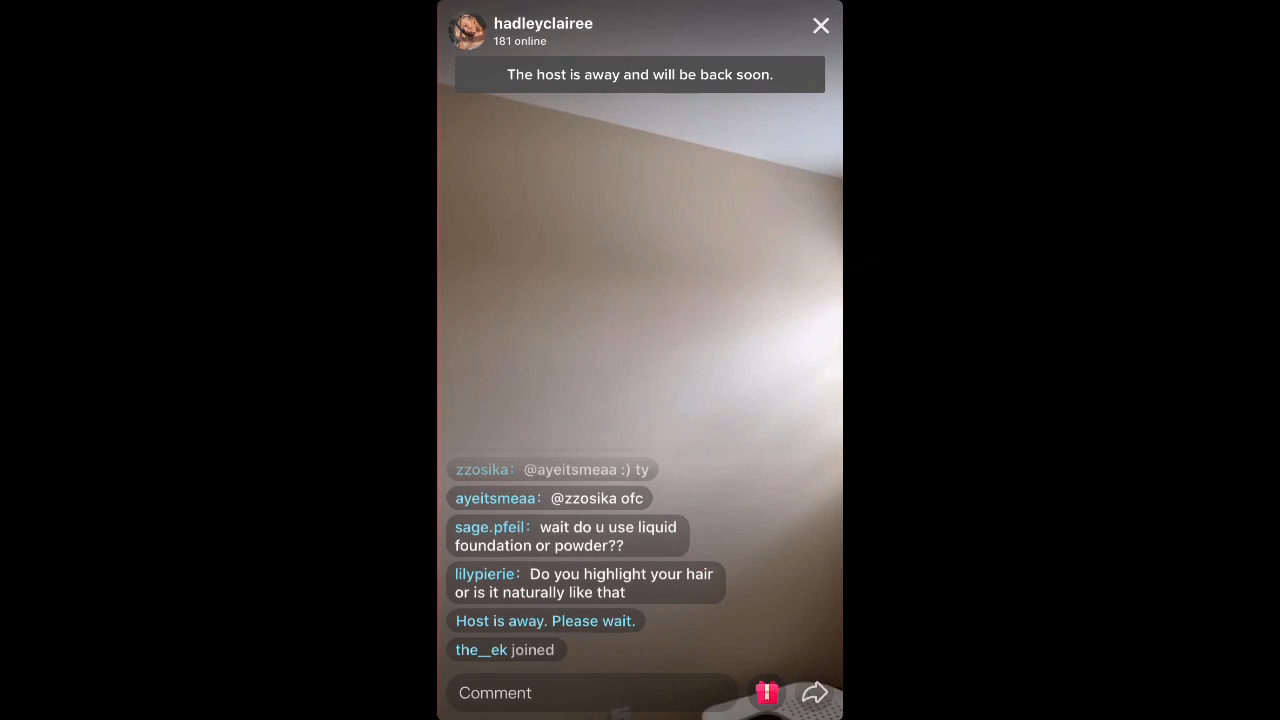 hadleyclairee
181 online
The host is away and will be back soon.
zzosika: @ayeitsmeaa :) ty
ayeitsmeaa: @zzosika ofc
sage.pfeil: wait do u use liquid
foundation or powder??
lilypierie: Do you highlight your hair
or is it naturally like that
Host is away. Please wait.
the__ek joined
Comment